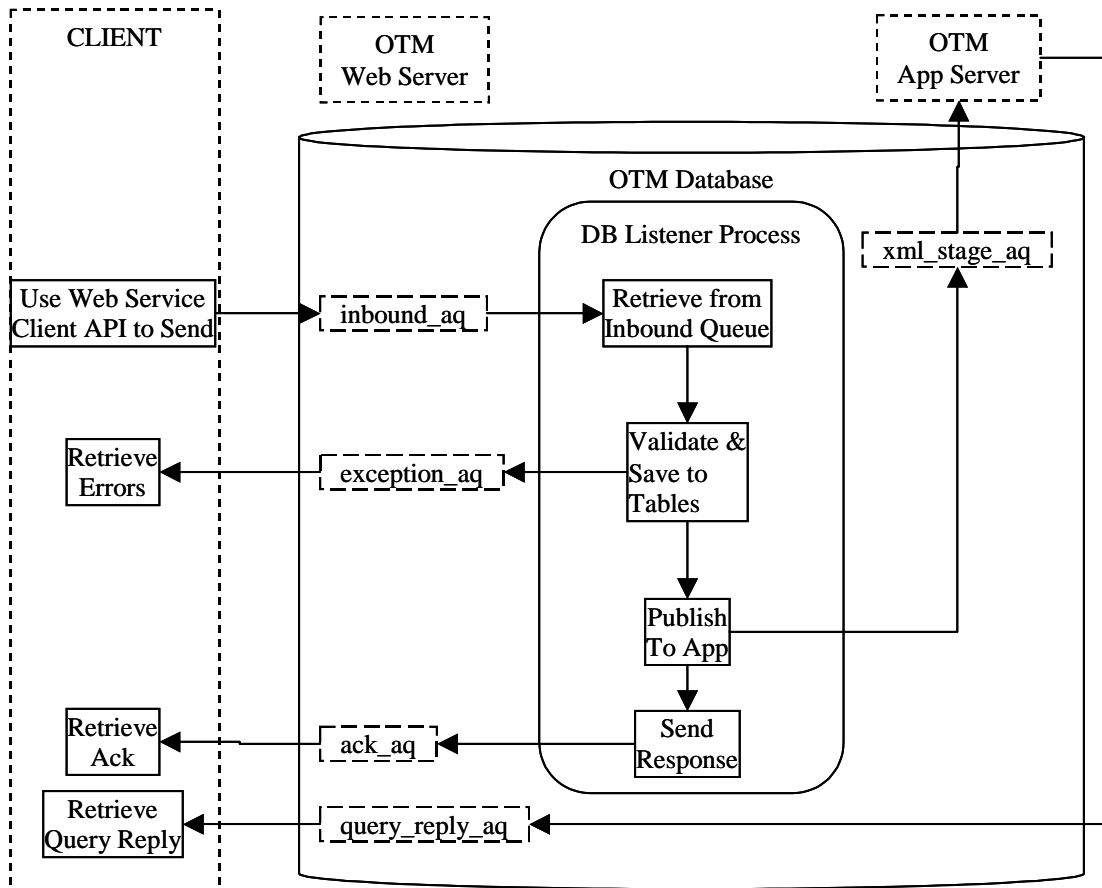 CLIENT
OTM
Web Server
OTM
App Server
OTM Database
DB Listener Process
xml_stage_aq
Use Web Service
Client API to Send
inbound_aq
Retrieve from
Inbound Queue
Retrieve
Errors
exception_aq
Validate &
Save to
Tables
Publish
To App
Retrieve
Ack
ack_aq
Send
Response
Retrieve
Query Reply
query_reply_aq